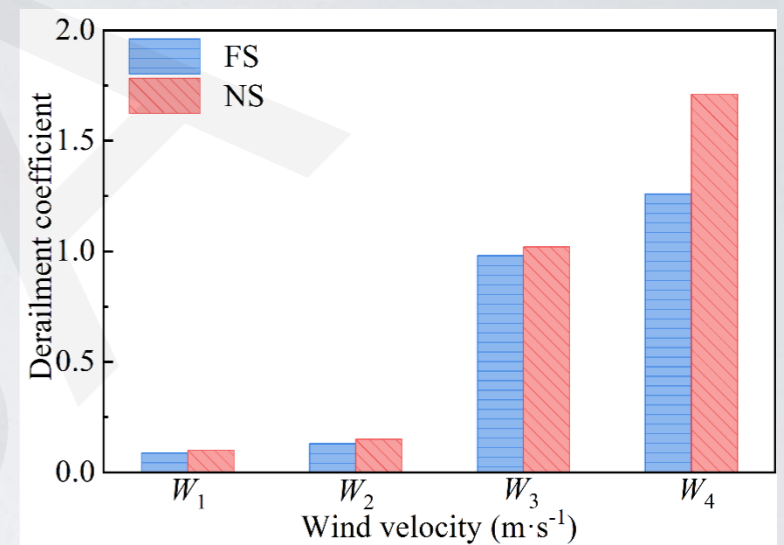 2.0
FS
NS
1.5
1.0
0.5
0.0
Derailment coefficient
W₁ W₂ W₃ W₄
Wind velocity (m·s⁻¹)